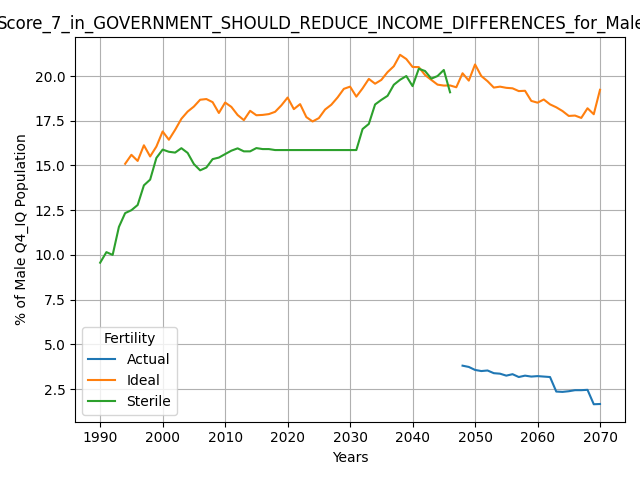 Score_7_in_GOVERNMENT_SHOULD_REDUCE_INCOME_DIFFERENCES_for_Male
% of Male Q4_IQ Population
20.0
17.5
15.0
12.5
10.0
7.5
5.0
2.5
Fertility
Actual
Ideal
Sterile
1990 2000 2010 2020 2030 2040 2050 2060 2070
Years